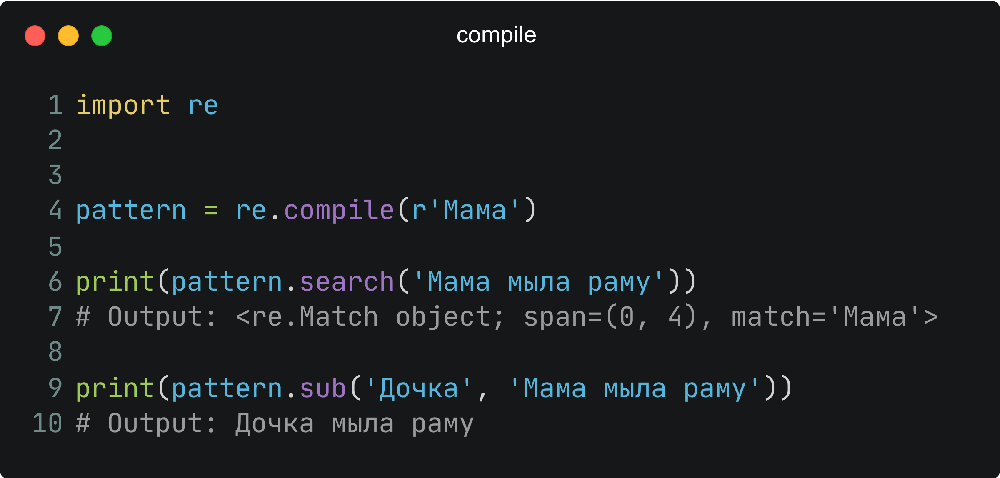 compile
1 import re
2
3
4 pattern = re.compile(r'Мама')
5
6 print(pattern.search('Мама мыла раму'))
7 # Output: <re.Match object; span=(0, 4), match='Мама'>
8
9 print(pattern.sub('Дочка', 'Мама мыла раму'))
10 # Output: Дочка мыла раму